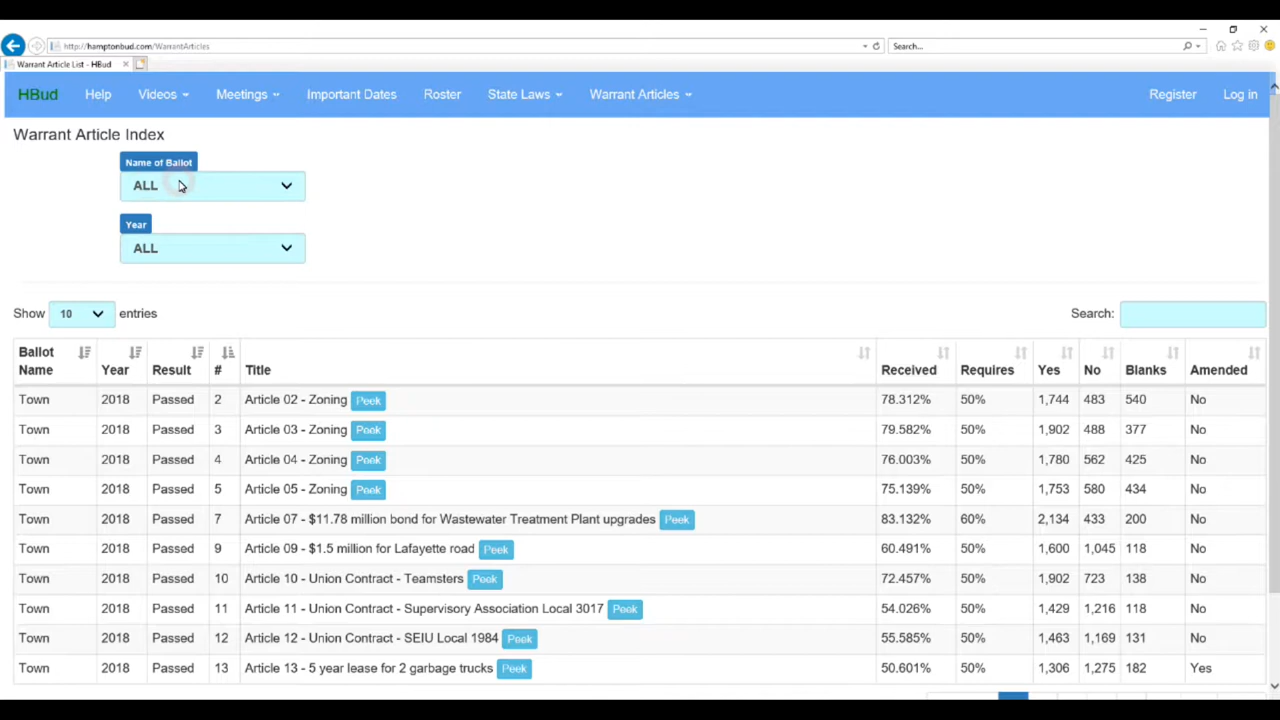 http://hamptonbud.com/WarrantArticles
Search...
Warrant Article List - HBud
HBud Help Videos Meetings Important Dates Roster State Laws Warrant Articles Register Log in
Warrant Article Index
Name of Ballot
ALL
Year
ALL
Show 10 entries Search:
Ballot Name Year Result # Title Received Requires Yes No Blanks Amended
Town 2018 Passed 2 Article 02 - Zoning Peek 78.312% 50% 1,744 483 540 No
Town 2018 Passed 3 Article 03 - Zoning Peek 79.582% 50% 1,902 488 377 No
Town 2018 Passed 4 Article 04 - Zoning Peek 76.003% 50% 1,780 562 425 No
Town 2018 Passed 5 Article 05 - Zoning Peek 75.139% 50% 1,753 580 434 No
Town 2018 Passed 7 Article 07 - $11.78 million bond for Wastewater Treatment Plant upgrades Peek 83.132% 60% 2,134 433 200 No
Town 2018 Passed 9 Article 09 - $1.5 million for Lafayette road Peek 60.491% 50% 1,600 1,045 118 No
Town 2018 Passed 10 Article 10 - Union Contract - Teamsters Peek 72.457% 50% 1,902 723 138 No
Town 2018 Passed 11 Article 11 - Union Contract - Supervisory Association Local 3017 Peek 54.026% 50% 1,429 1,216 118 No
Town 2018 Passed 12 Article 12 - Union Contract - SEIU Local 1984 Peek 55.585% 50% 1,463 1,169 131 No
Town 2018 Passed 13 Article 13 - 5 year lease for 2 garbage trucks Peek 50.601% 50% 1,306 1,275 182 Yes